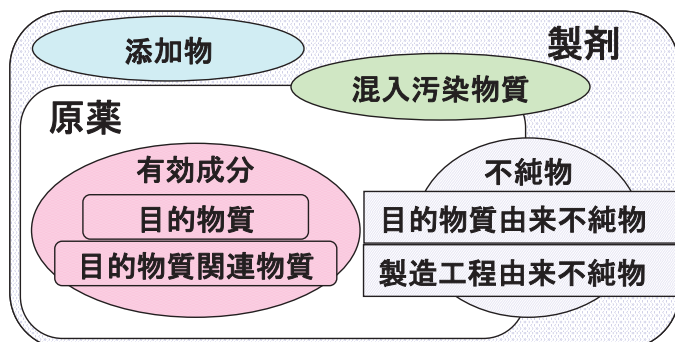 添加物
製剤
混入汚染物質
原薬
有効成分
不純物
目的物質
目的物質由来不純物
目的物質関連物質
製造工程由来不純物